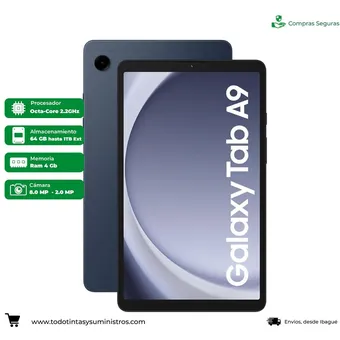 Compras Seguras
Procesador
Octa-Core 2.2GHz
Almacenamiento
64 GB hasta 1TB Ext
Memoria
Ram 4 Gb
Cámara
8.0 MP - 2.0 MP
Galaxy Tab A9
www.todotintasysuministros.com
Envíos, desde Ibagué